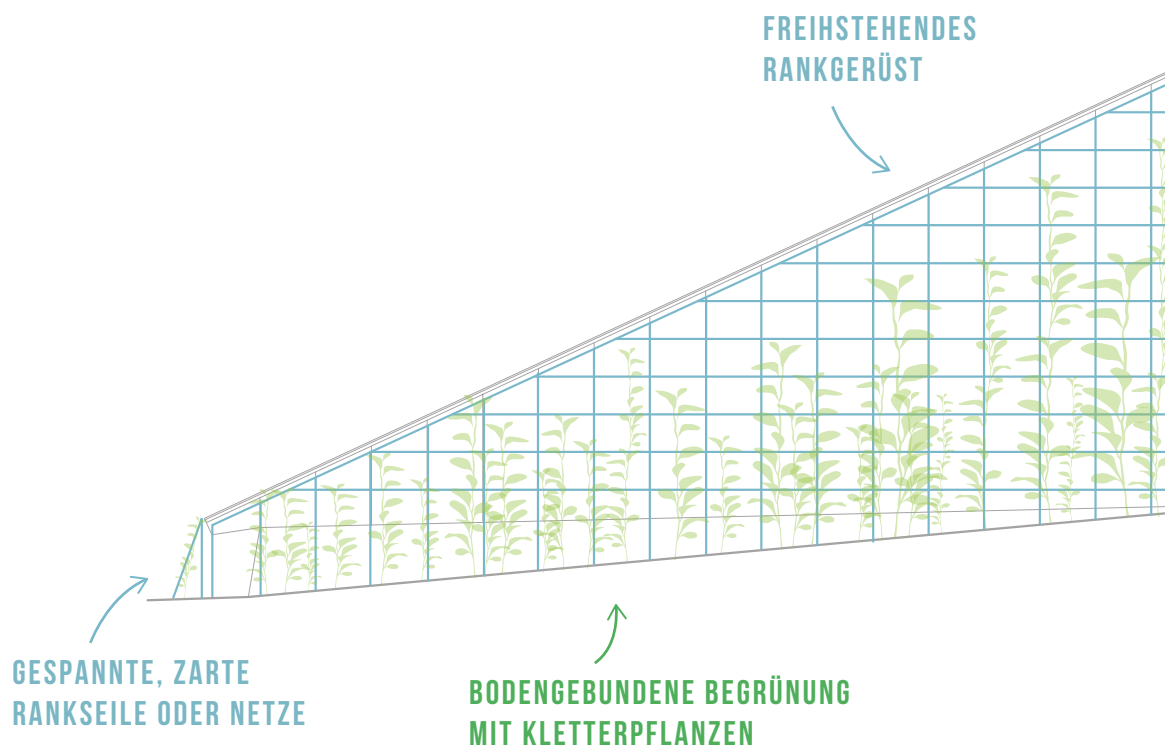 FREIHSTEHENDES
RANKGERÜST
GESPANNTE, ZARTE
RANKSEILE ODER NETZE
BODENGEBUNDENE BEGRÜNUNG
MIT KLETTERPFLANZEN